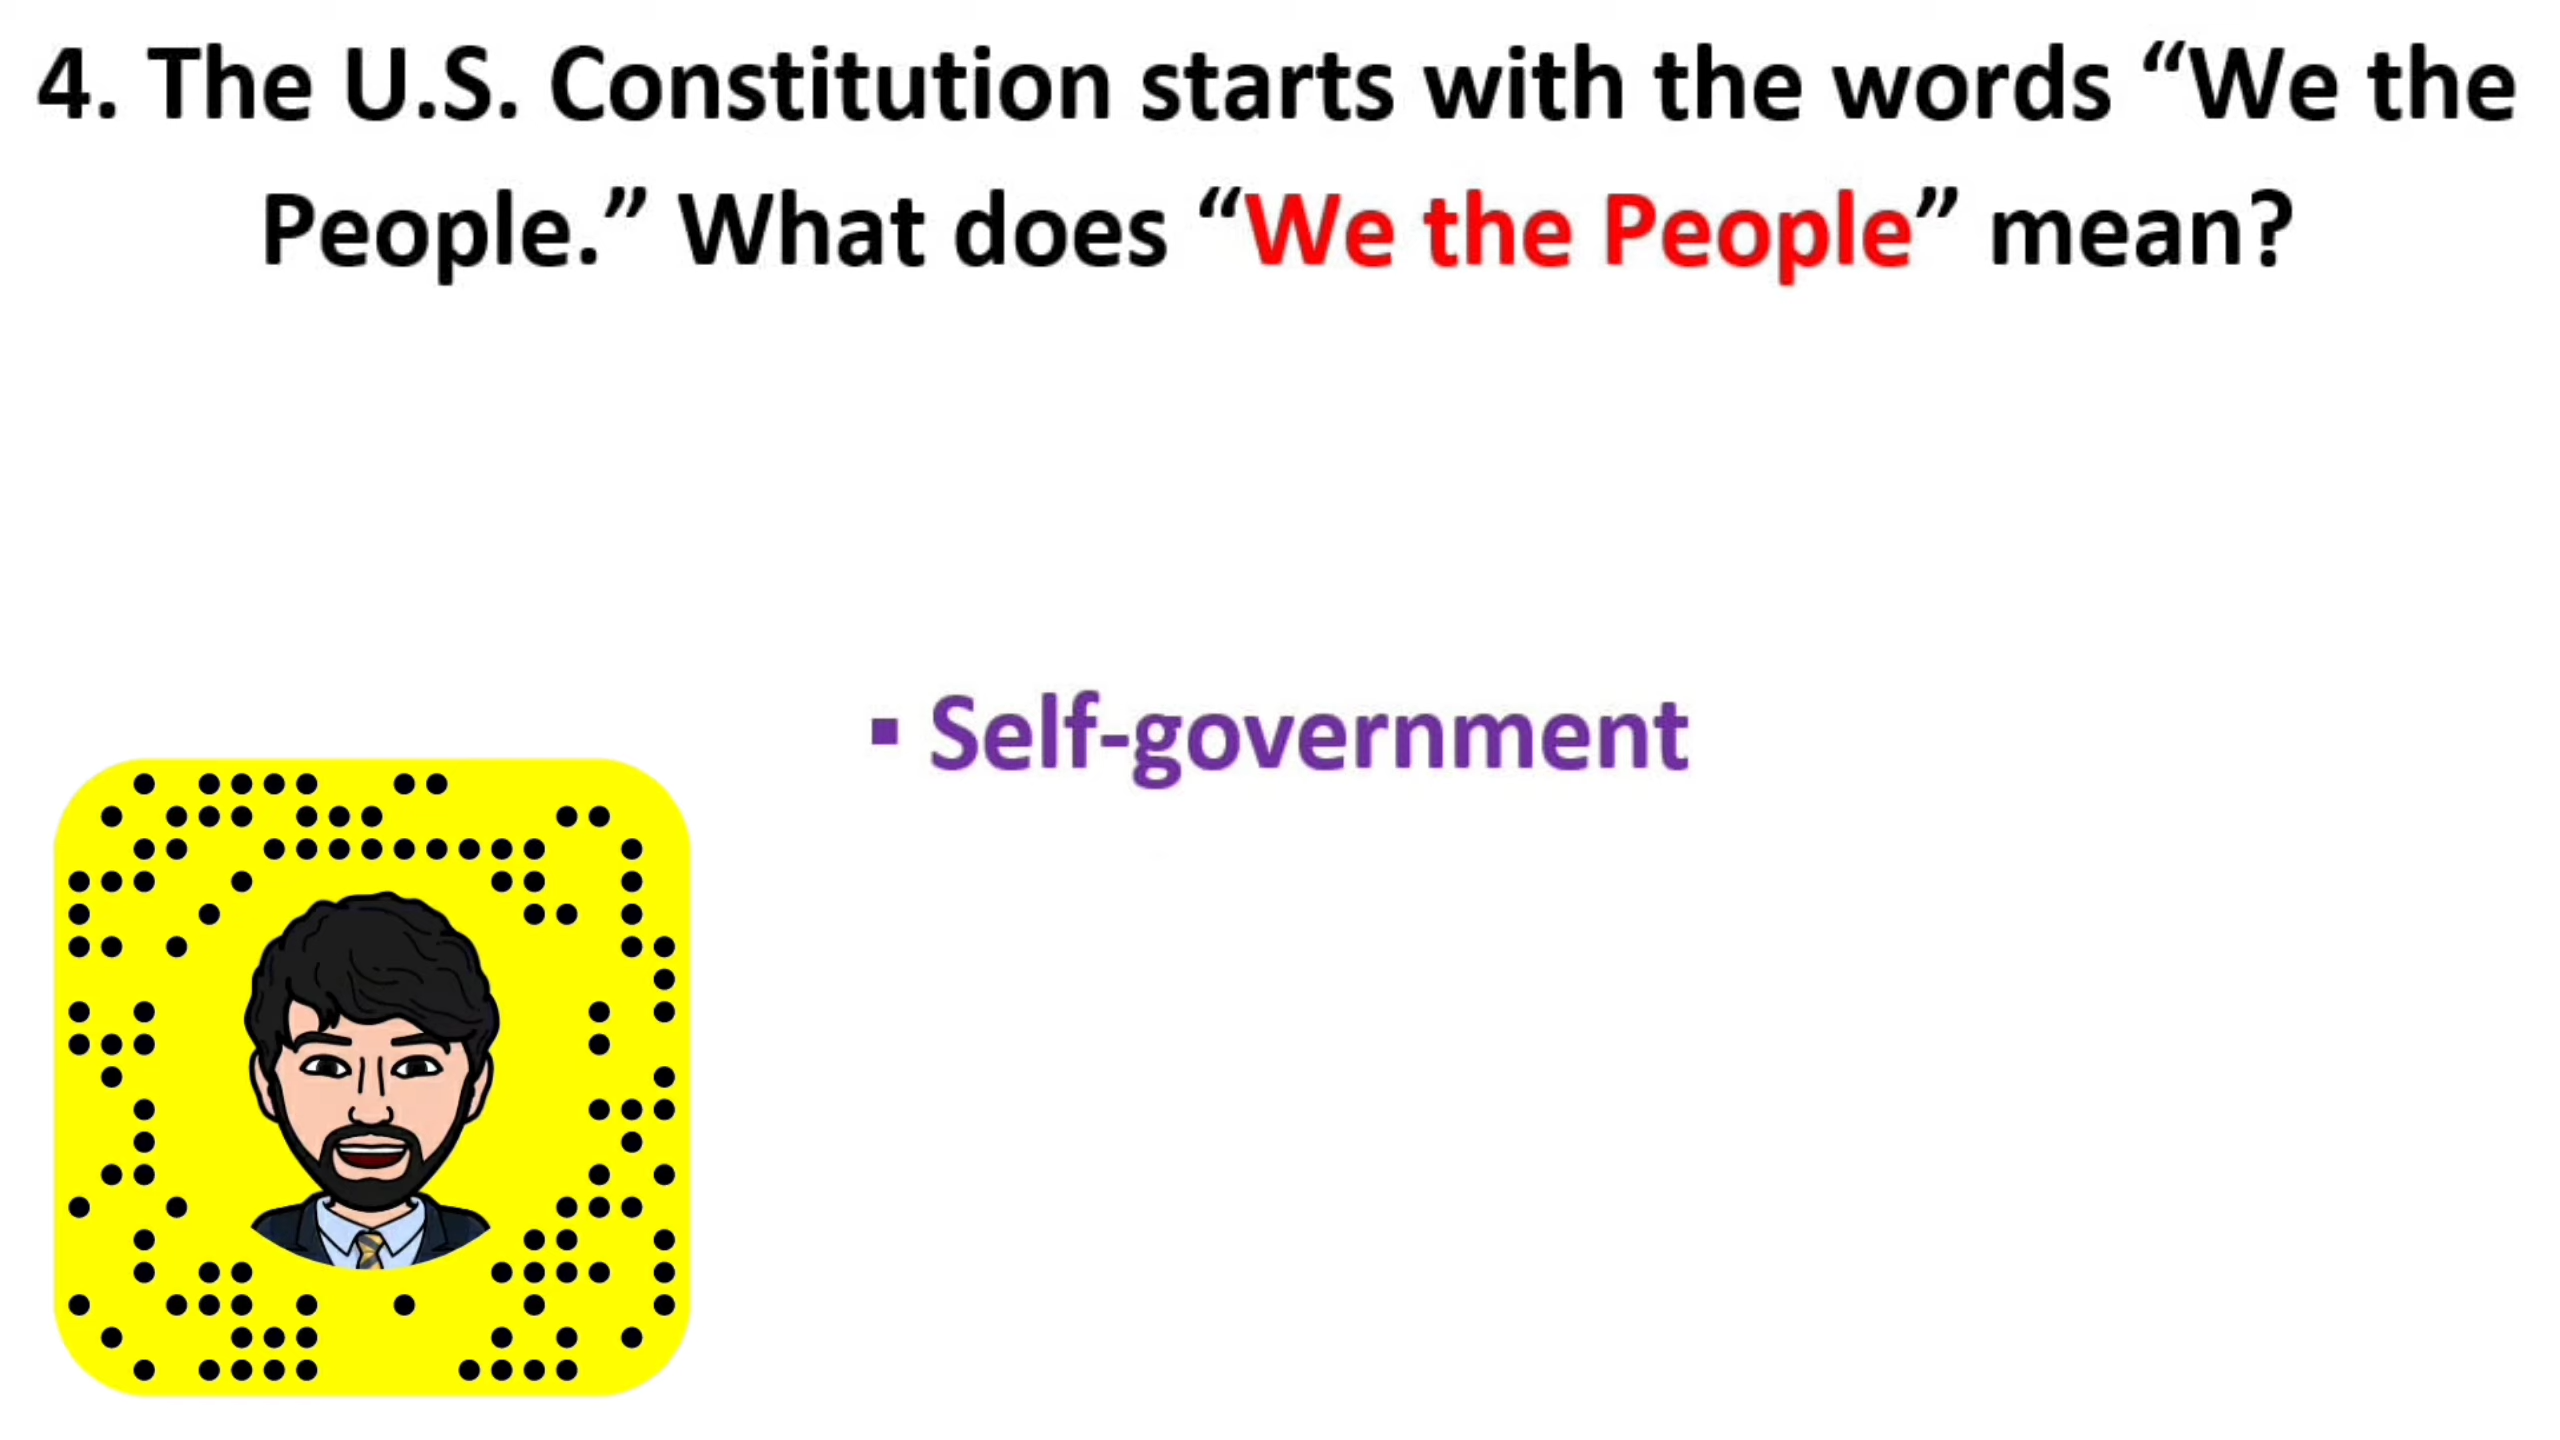 4. The U.S. Constitution starts with the words “We the
People.” What does “We the People” mean?
▪ Self-government